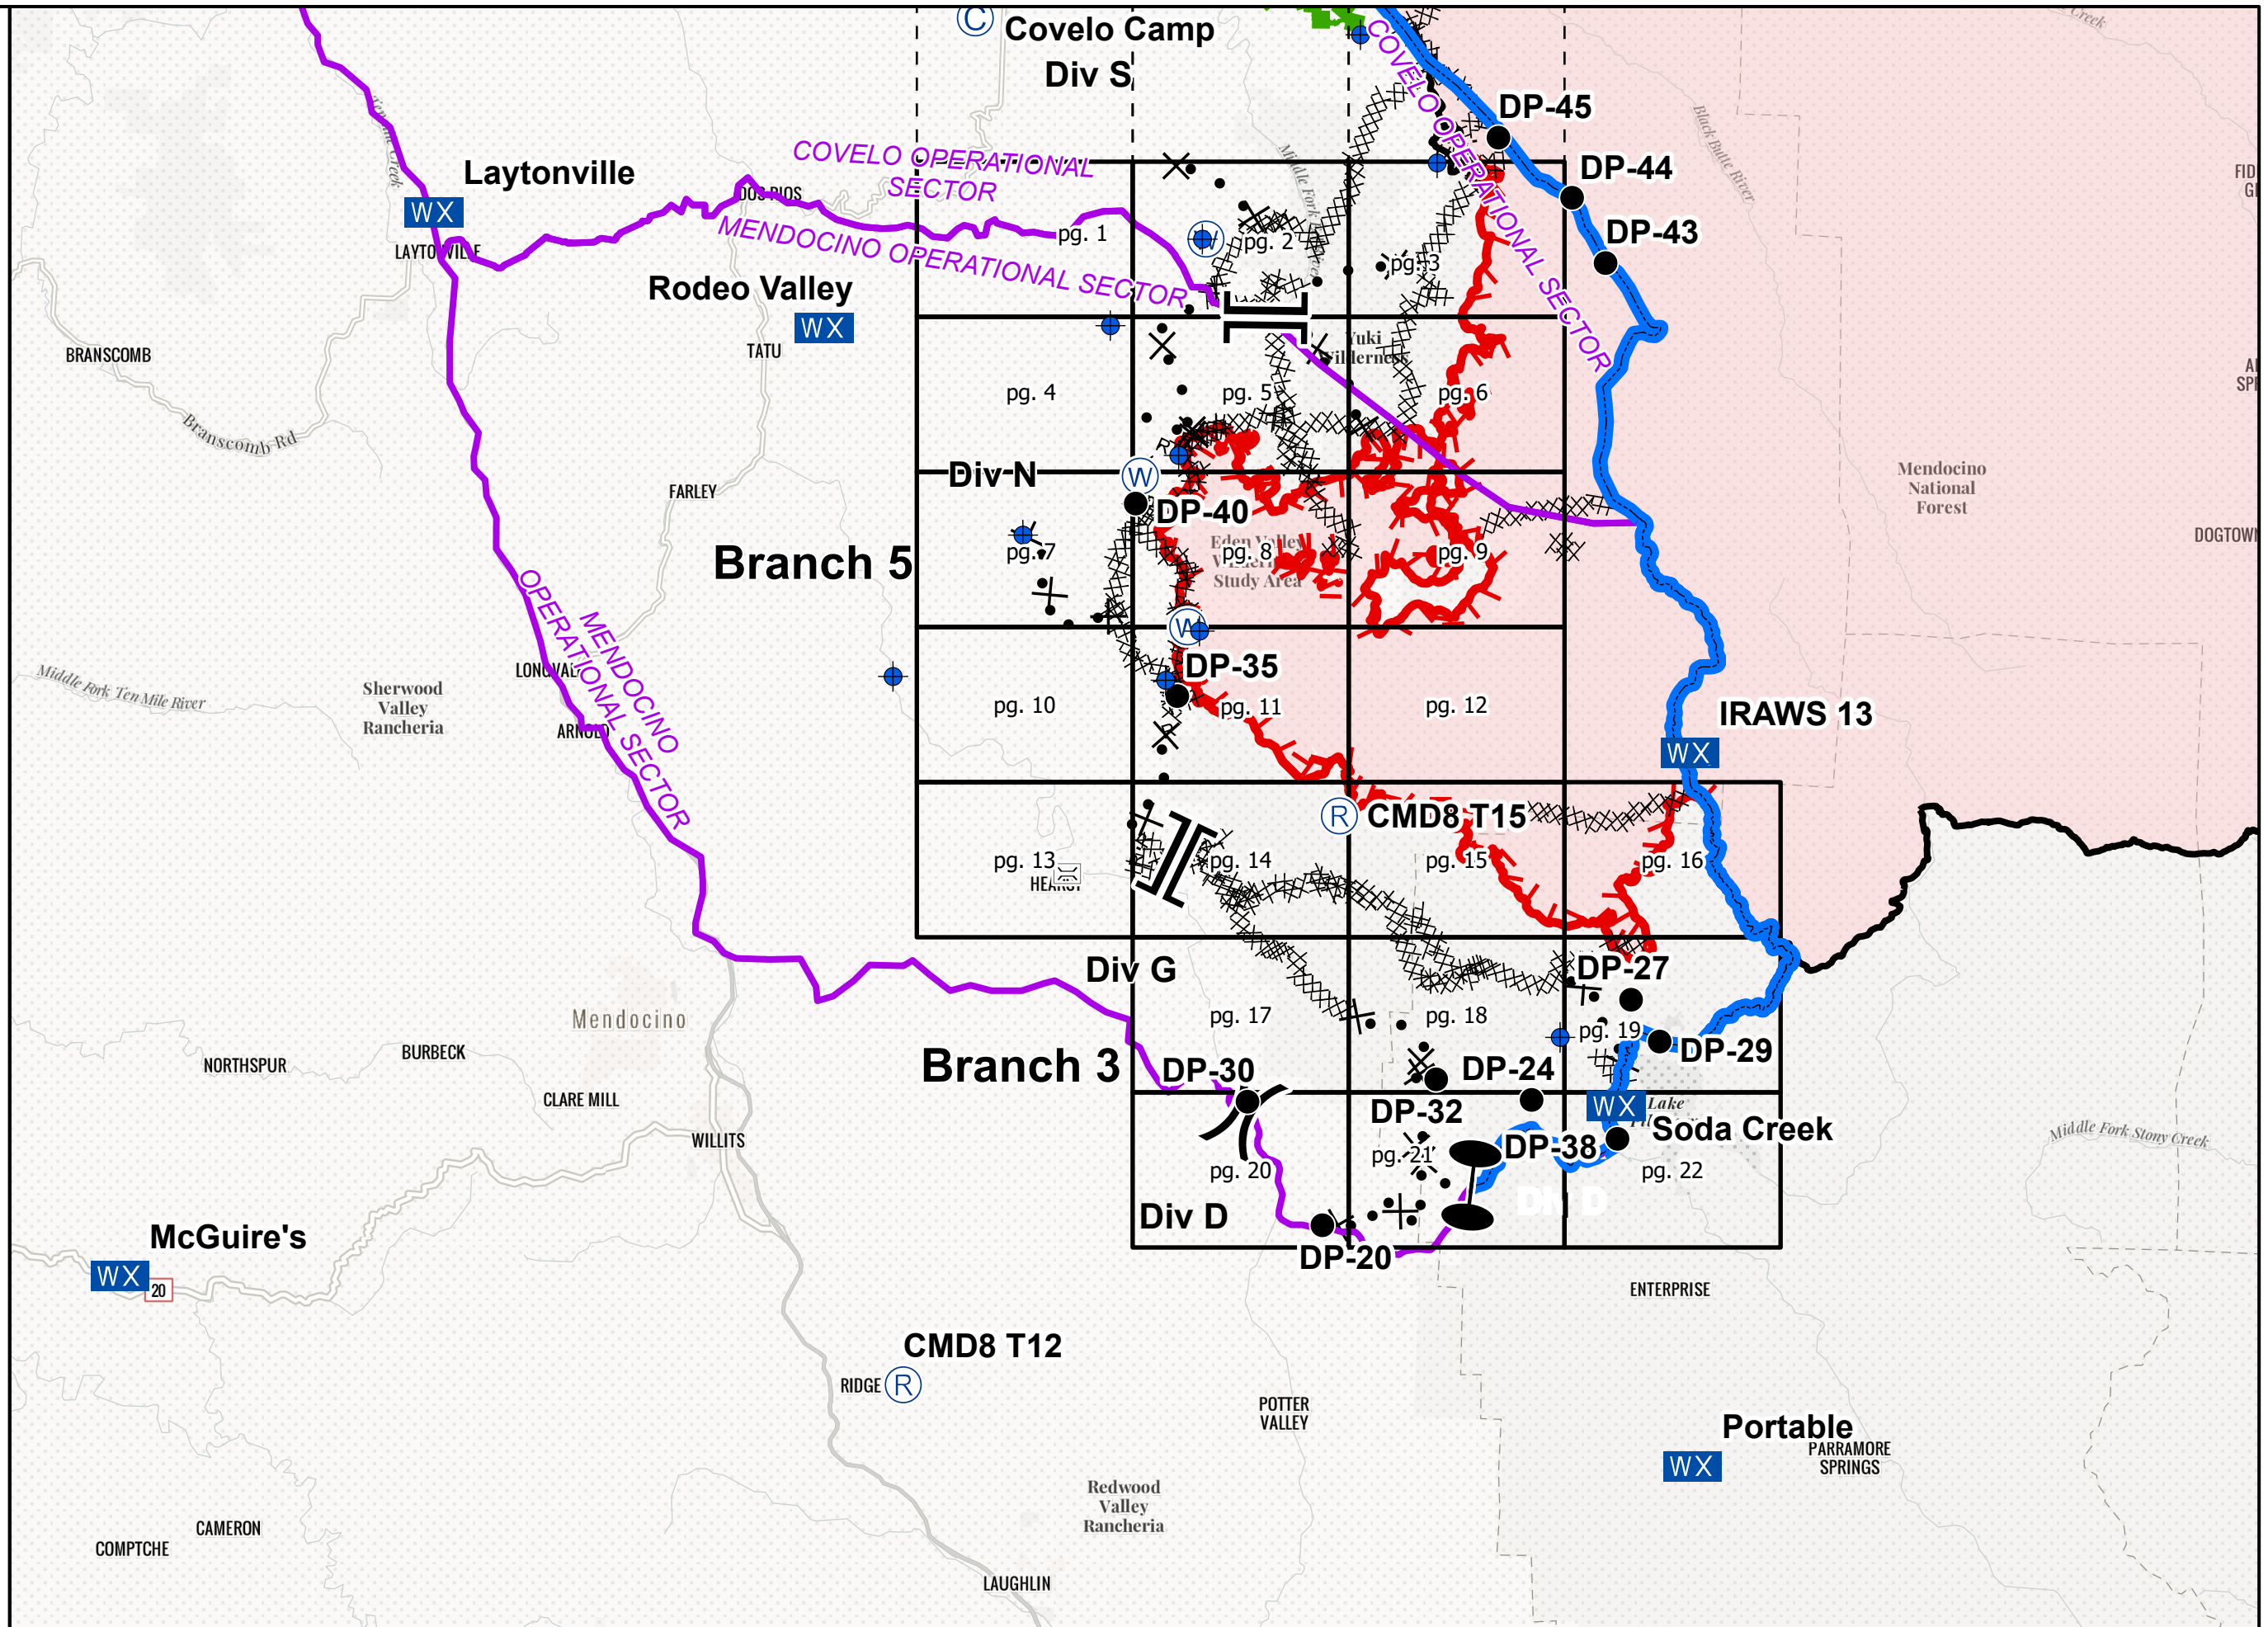 C
Covelo Camp
Div S
COVELO OPERATIONAL SECTOR
DP-45
DP-44
DP-43
Black Butte River
Laytonville
WX
LAYTONVILLE
DOS RIOS
COVELO OPERATIONAL
SECTOR
MENDOCINO OPERATIONAL SECTOR
pg. 1
pg. 2
pg. 3
Rodeo Valley
WX
TATU
BRANSCOMB
Branscomb Rd
Yuki
Wilderness
pg. 4
pg. 5
pg. 6
Div N
W
DP-40
FARLEY
Mendocino
National
Forest
DOGTOWN
Branch 5
pg. 7
pg. 8
pg. 9
Eden Valley
Study Area
MENDOCINO
OPERATIONAL SECTOR
W
DP-35
Middle Fork Ten Mile River
Sherwood
Valley
Rancheria
ARNOLD
pg. 10
pg. 11
pg. 12
IRAWS 13
WX
R
CMD8 T15
pg. 13
pg. 14
pg. 15
pg. 16
HEARST
Div G
DP-27
Mendocino
pg. 17
pg. 18
pg. 19
DP-29
NORTHSPUR
BURBECK
Branch 3
DP-30
DP-24
CLARE MILL
DP-32
WX
Lake
WILLITS
Soda Creek
DP-38
Middle Fork Stony Creek
pg. 20
pg. 21
pg. 22
Div D
DP-20
McGuire's
WX
20
ENTERPRISE
CMD8 T12
RIDGE
R
POTTER
VALLEY
Portable
WX
PARRAMORE
SPRINGS
Redwood
Valley
Rancheria
CAMERON
COMPTCHE
LAUGHLIN